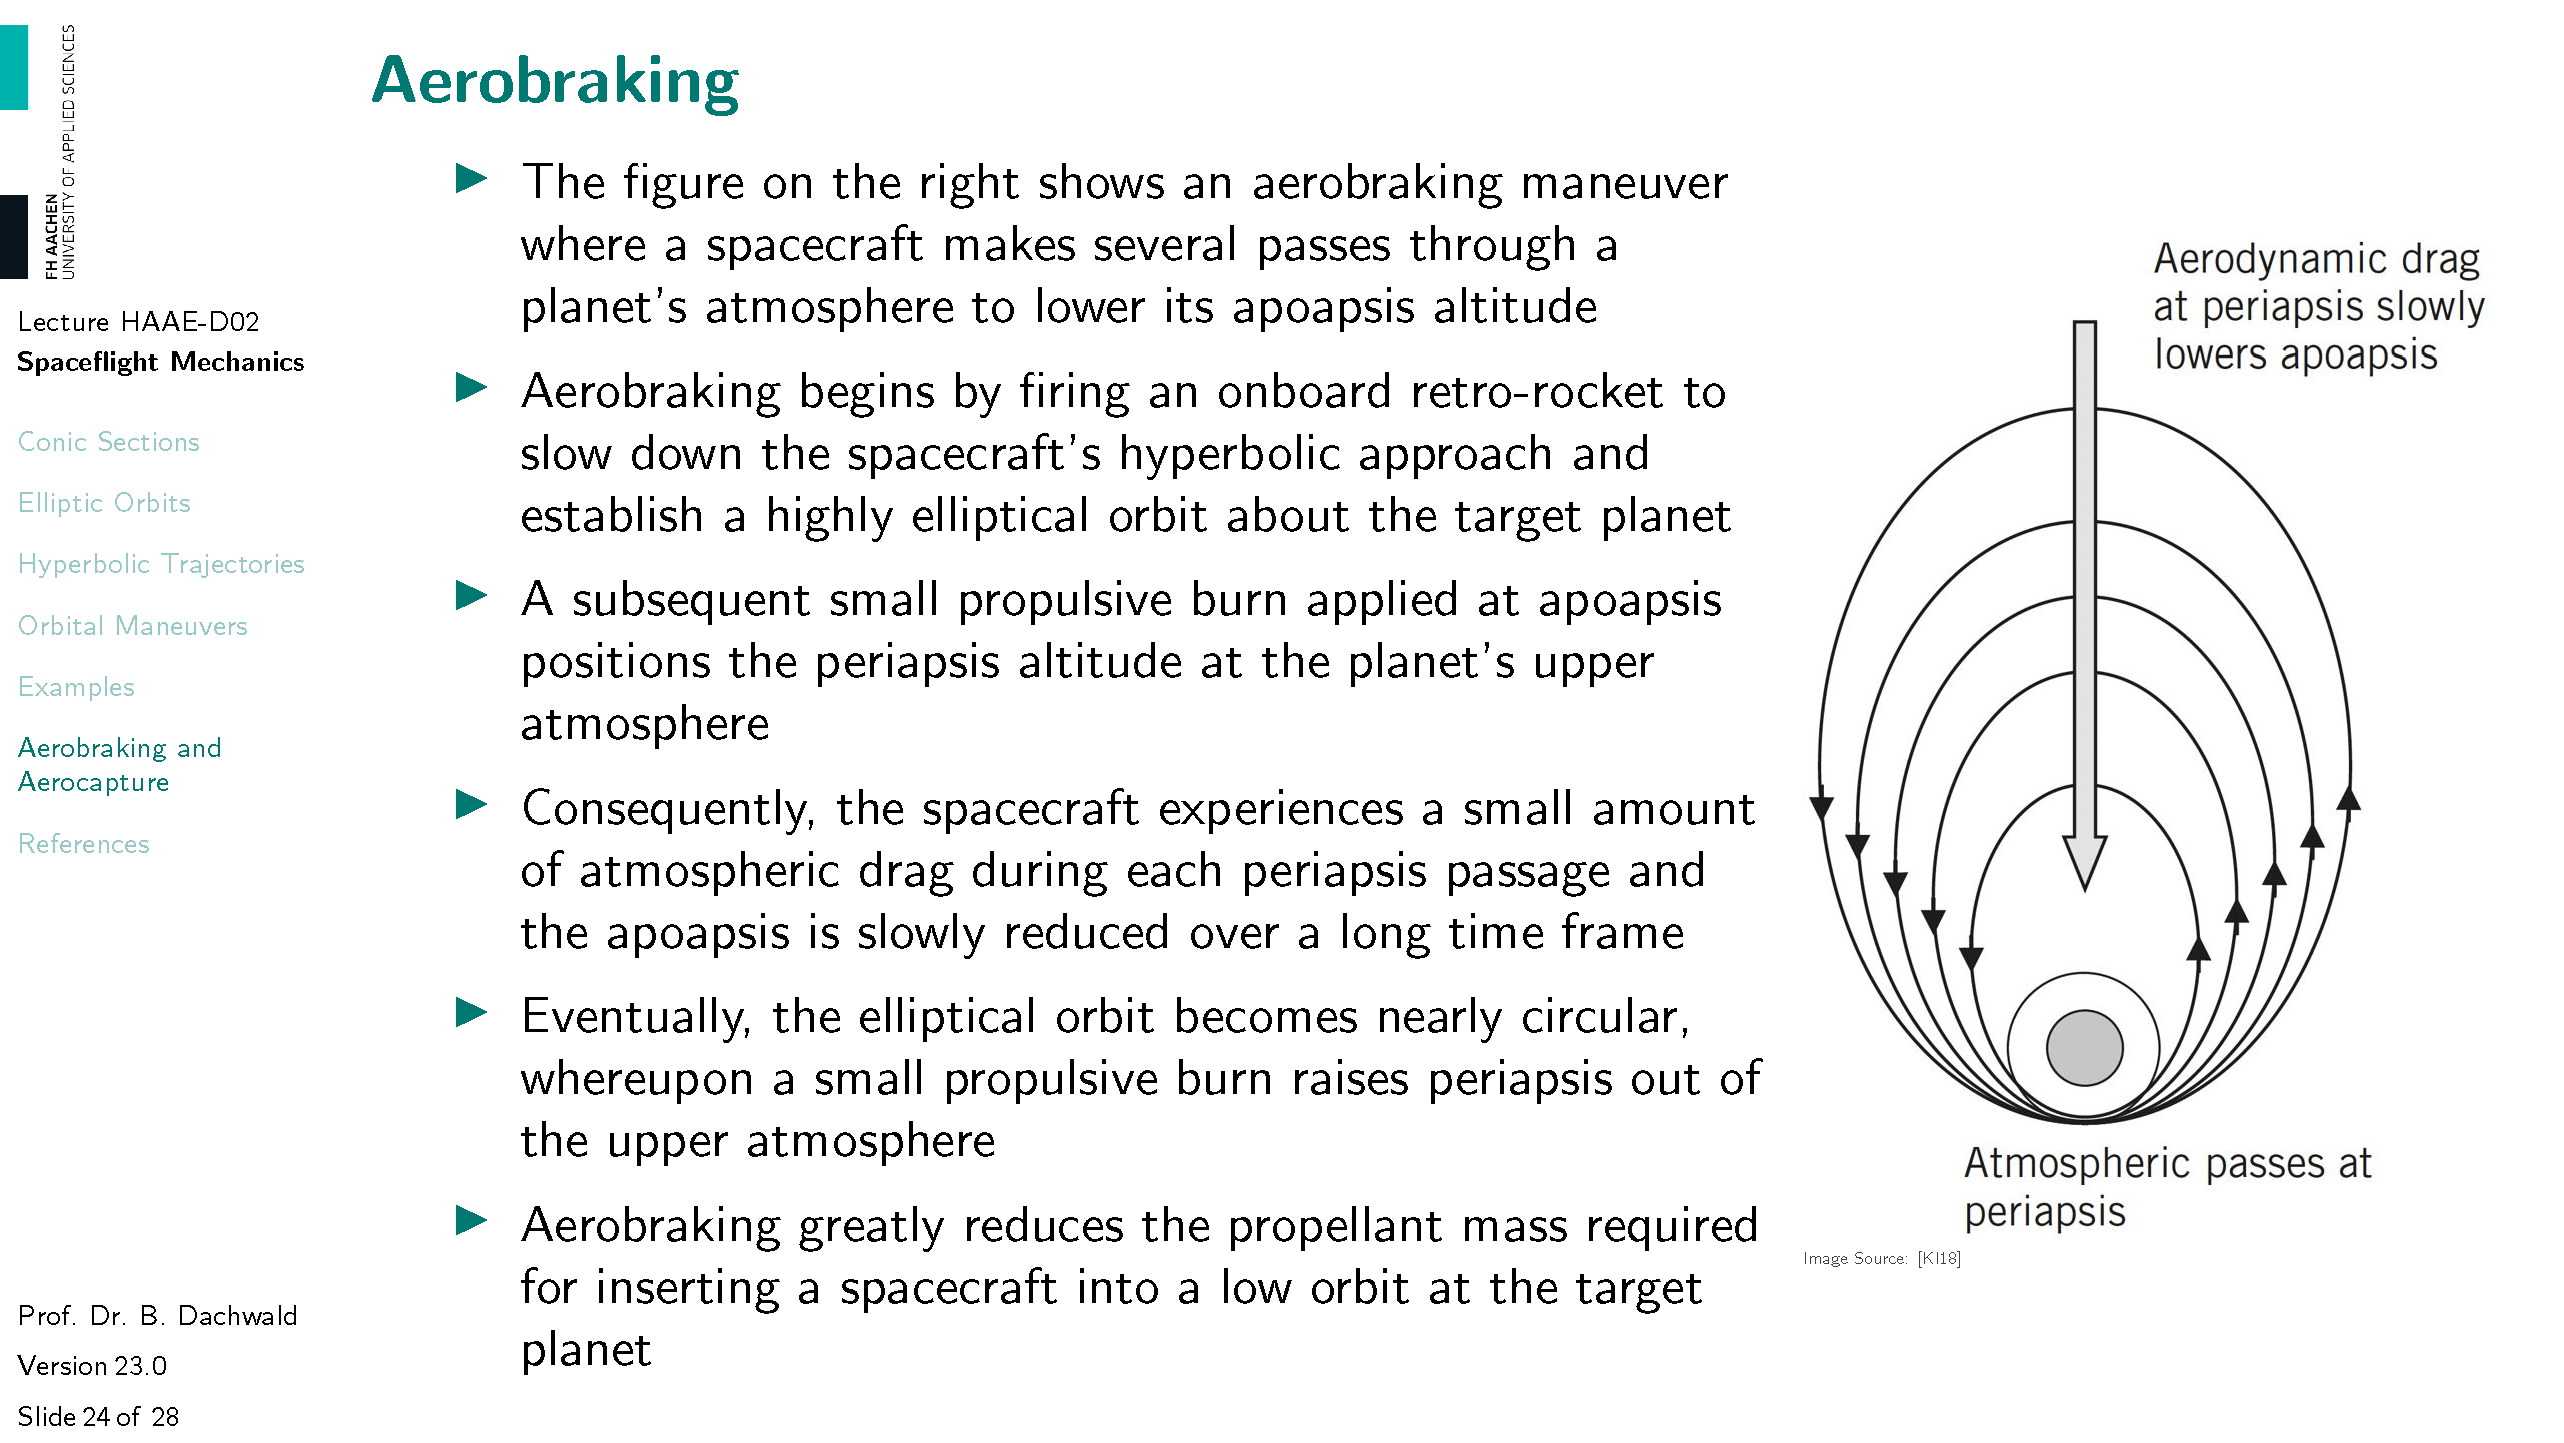 FH AACHEN
UNIVERSITY OF APPLIED SCIENCES
Lecture HAAE-D02
Spaceflight Mechanics
Conic Sections
Elliptic Orbits
Hyperbolic Trajectories
Orbital Maneuvers
Examples
Aerobraking and
Aerocapture
References
Prof. Dr. B. Dachwald
Version 23.0
Slide 24 of 28
Aerobraking
The figure on the right shows an aerobraking maneuver
where a spacecraft makes several passes through a
planet's atmosphere to lower its apoapsis altitude
Aerobraking begins by firing an onboard retro-rocket to
slow down the spacecraft's hyperbolic approach and
establish a highly elliptical orbit about the target planet
A subsequent small propulsive burn applied at apoapsis
positions the periapsis altitude at the planet's upper
atmosphere
Consequently, the spacecraft experiences a small amount
of atmospheric drag during each periapsis passage and
the apoapsis is slowly reduced over a long time frame
Eventually, the elliptical orbit becomes nearly circular,
whereupon a small propulsive burn raises periapsis out of
the upper atmosphere
Aerobraking greatly reduces the propellant mass required
for inserting a spacecraft into a low orbit at the target
planet
Aerodynamic drag
at periapsis slowly
lowers apoapsis
Atmospheric passes at
periapsis
Image Source: [Kl18]